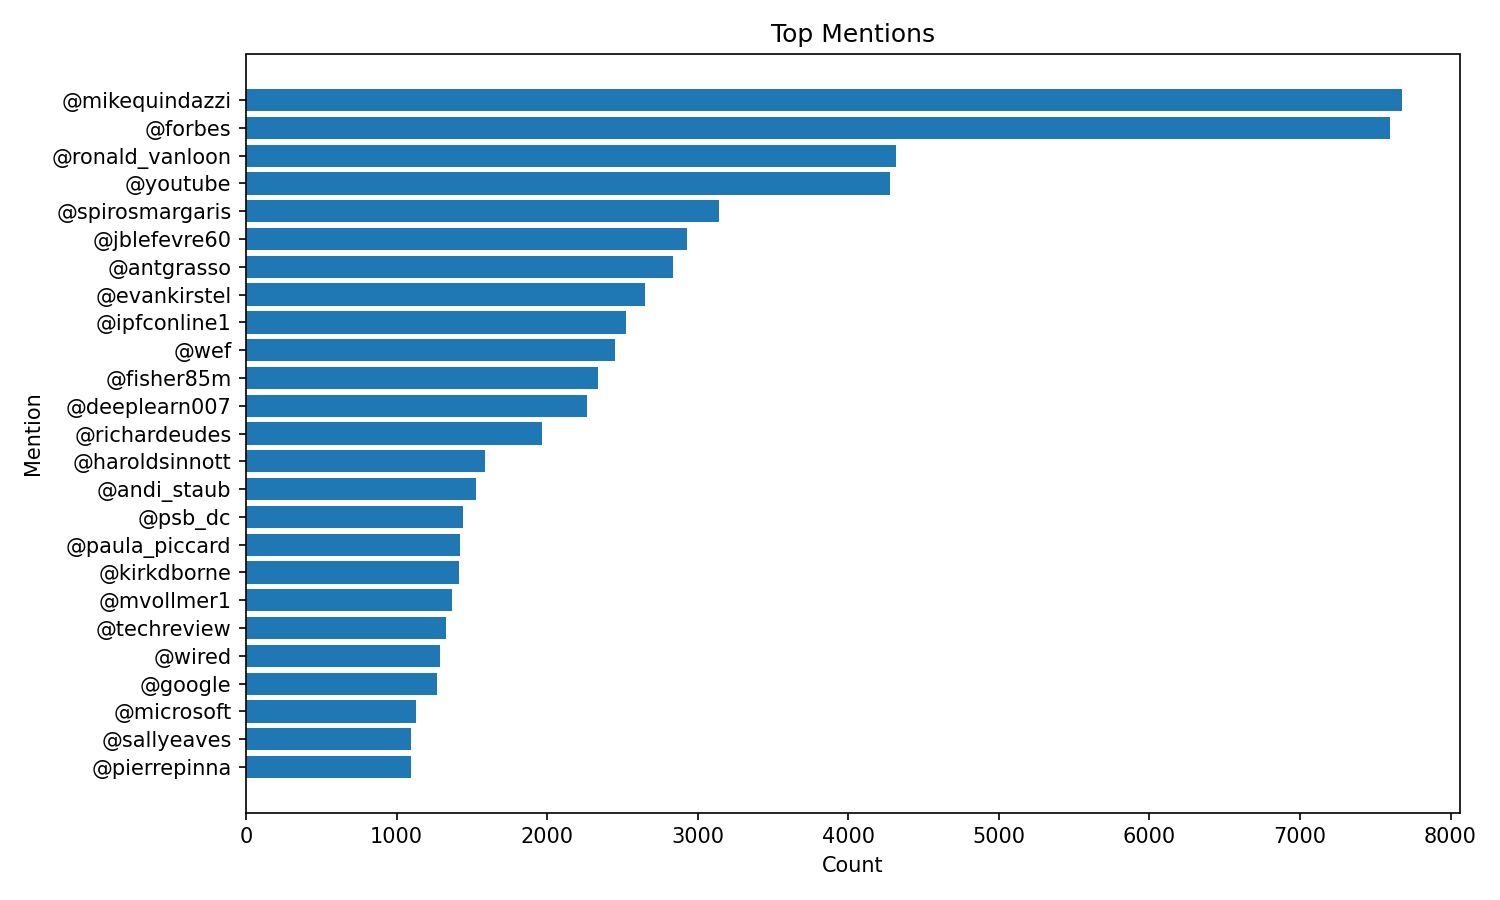 Top Mentions
@mikequindazzi
@forbes
@ronald_vanloon
@youtube
@spirosmargaris
@jblefevre60
@antgrasso
@evankirstel
@ipfconline1
@wef
@fisher85m
@deeplearn007
@richardeudes
@haroldsinnott
@andi_staub
@psb_dc
@paula_piccard
@kirkdborne
@mvollmer1
@techreview
@wired
@google
@microsoft
@sallyeaves
@pierrepinna
Mention
0 1000 2000 3000 4000 5000 6000 7000 8000
Count